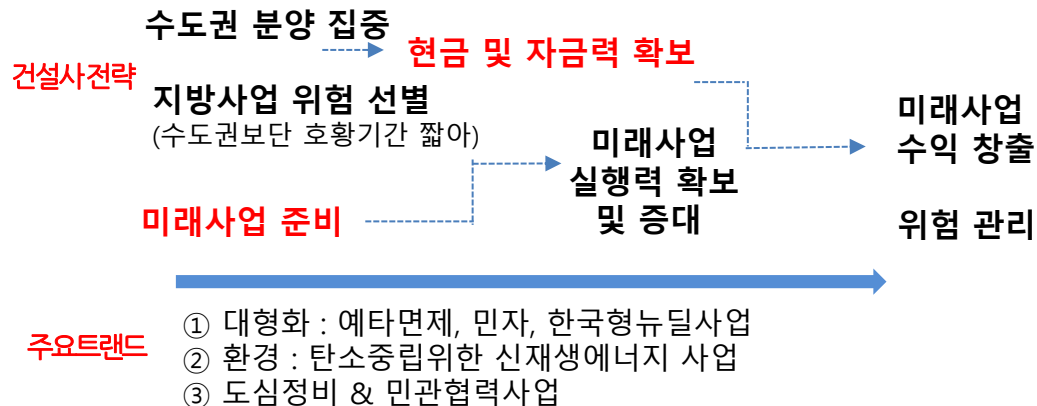 수도권 분양 집중
현금 및 자금력 확보
건설사전략
지방사업 위험 선별
(수도권보단 호황기간 짧아)
미래사업
실행력 확보
및 증대
미래사업
수익 창출
미래사업 준비
위험 관리
주요트랜드
① 대형화 : 예타면제, 민자, 한국형뉴딜사업
② 환경 : 탄소중립위한 신재생에너지 사업
③ 도심정비 & 민관협력사업